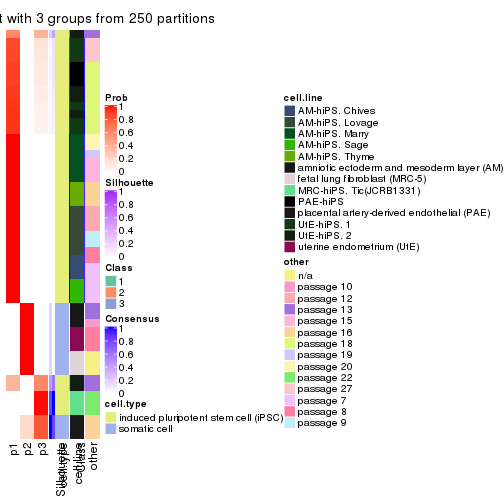 t with 3 groups from 250 partitions
Prob
1
0.8
0.6
0.4
0.2
0
Silhouette
1
0.8
0.6
0.4
0.2
0
Class
1
2
3
Consensus
1
0.8
0.6
0.4
0.2
0
cell.type
induced pluripotent stem cell (iPSC)
somatic cell
cell.line
AM-hiPS, Chives
AM-hiPS, Lovage
AM-hiPS, Marry
AM-hiPS, Sage
AM-hiPS, Thyme
amniotic ectoderm and mesoderm layer (AM)
fetal lung fibroblast (MRC-5)
MRC-hiPS, Tic(JCRB1331)
PAE-hiPS
placental artery-derived endothelial (PAE)
UtE-hiPS, 1
UtE-hiPS, 2
uterine endometrium (UtE)
other
n/a
passage 10
passage 12
passage 13
passage 15
passage 16
passage 18
passage 19
passage 20
passage 22
passage 27
passage 7
passage 8
passage 9
p1
p2
p3
Silhouette
cell.type
cell.line
Class
other